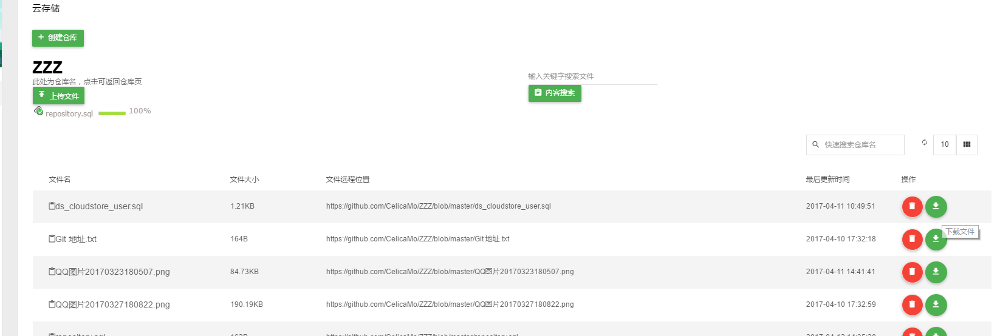 云存储
创建仓库
ZZZ
此处为仓库名，点击可返回仓库页
上传文件
repository.sql 100%
输入关键字搜索文件
内容搜索
快速搜索仓库名 10
文件名 文件大小 文件远程位置 最后更新时间 操作
ds_cloudstore_user.sql 1.21KB https://github.com/CelicaMo/ZZZ/blob/master/ds_cloudstore_user.sql 2017-04-11 10:49:51
下载文件
Git 地址.txt 164B https://github.com/CelicaMo/ZZZ/blob/master/Git 地址.txt 2017-04-10 17:32:18
QQ图片20170323180507.png 84.73KB https://github.com/CelicaMo/ZZZ/blob/master/QQ图片20170323180507.png 2017-04-11 14:41:41
QQ图片20170327180822.png 190.19KB https://github.com/CelicaMo/ZZZ/blob/master/QQ图片20170327180822.png 2017-04-10 17:32:59
repository.sql https://github.com/CelicaMo/ZZZ/blob/master/repository.sql